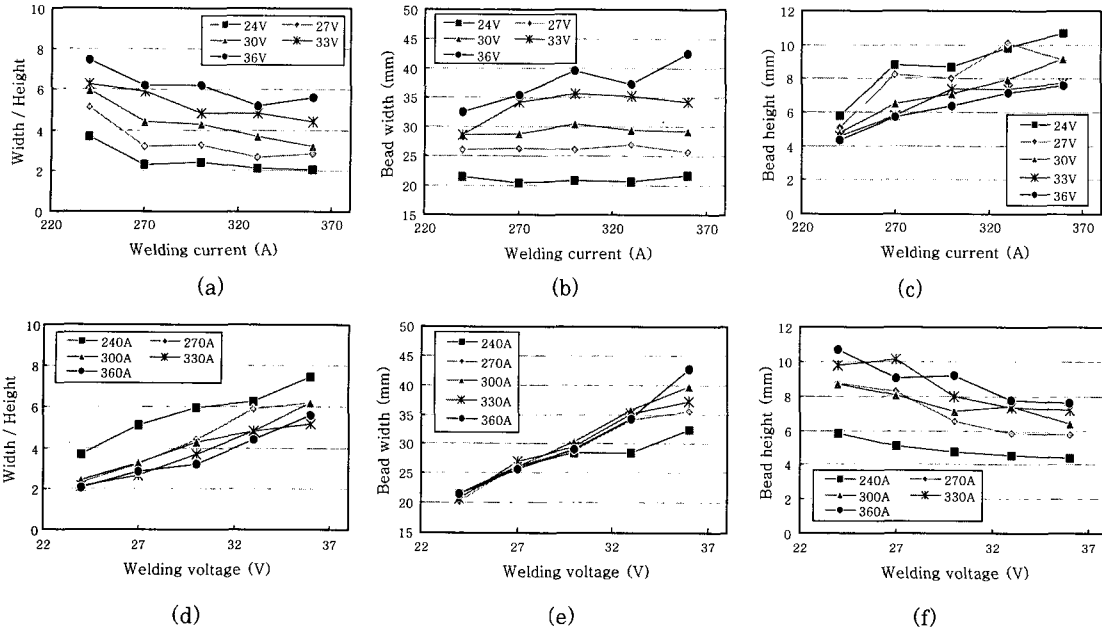 10
8
6
4
2
0
24V 27V
30V 33V
36V
Width / Height
220 270 320 370
Welding current (A)
(a)
50
45
40
35
30
25
20
15
24V 27V
30V 33V
36V
Bead width (mm)
220 270 320 370
Welding current (A)
(b)
12
10
8
6
4
2
0
24V
27V
30V
33V
36V
Bead height (mm)
220 270 320 370
Welding current (A)
(c)
10
8
6
4
2
0
240A 270A
300A 330A
360A
Width / Height
22 27 32 37
Welding voltage (V)
(d)
50
45
40
35
30
25
20
15
240A
270A
300A
330A
360A
Bead width (mm)
22 27 32 37
Welding voltage (V)
(e)
12
10
8
6
4
2
0
240A 270A
300A 330A
360A
Bead height (mm)
22 27 32 37
Welding voltage (V)
(f)